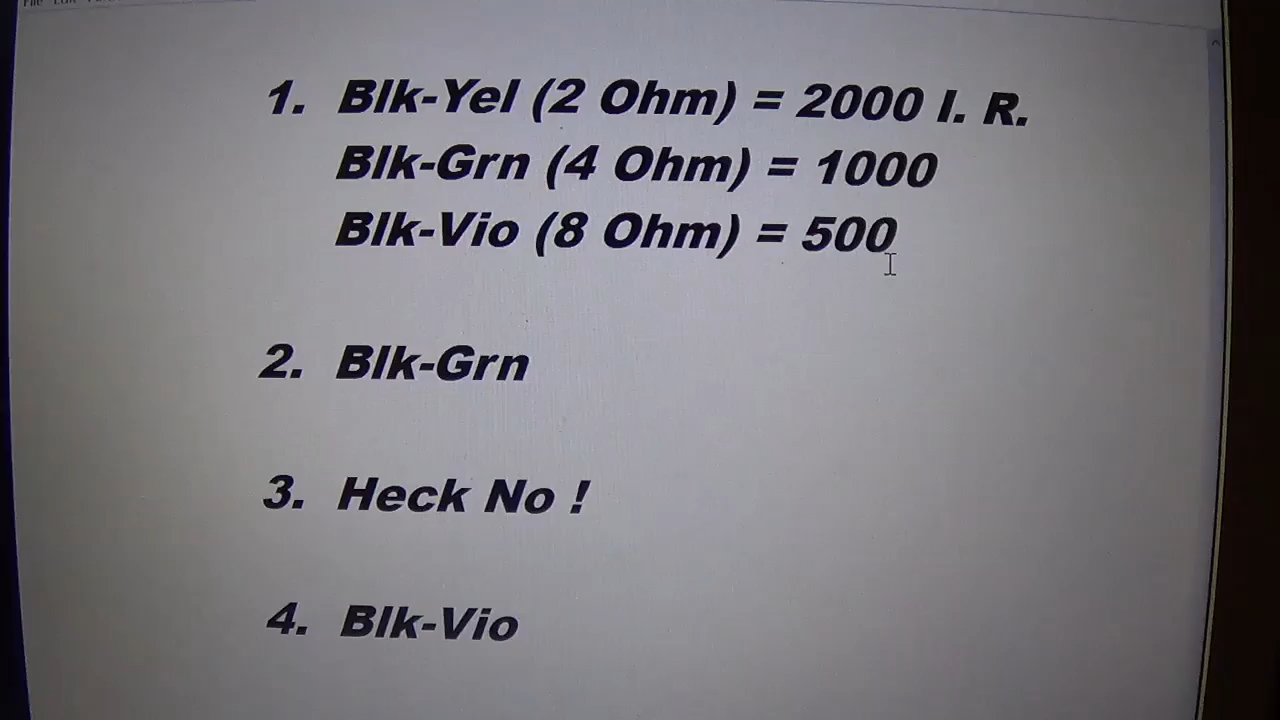 1. Blk-Yel (2 Ohm) = 2000 I. R.
Blk-Grn (4 Ohm) = 1000
Blk-Vio (8 Ohm) = 500
2. Blk-Grn
3. Heck No !
4. Blk-Vio